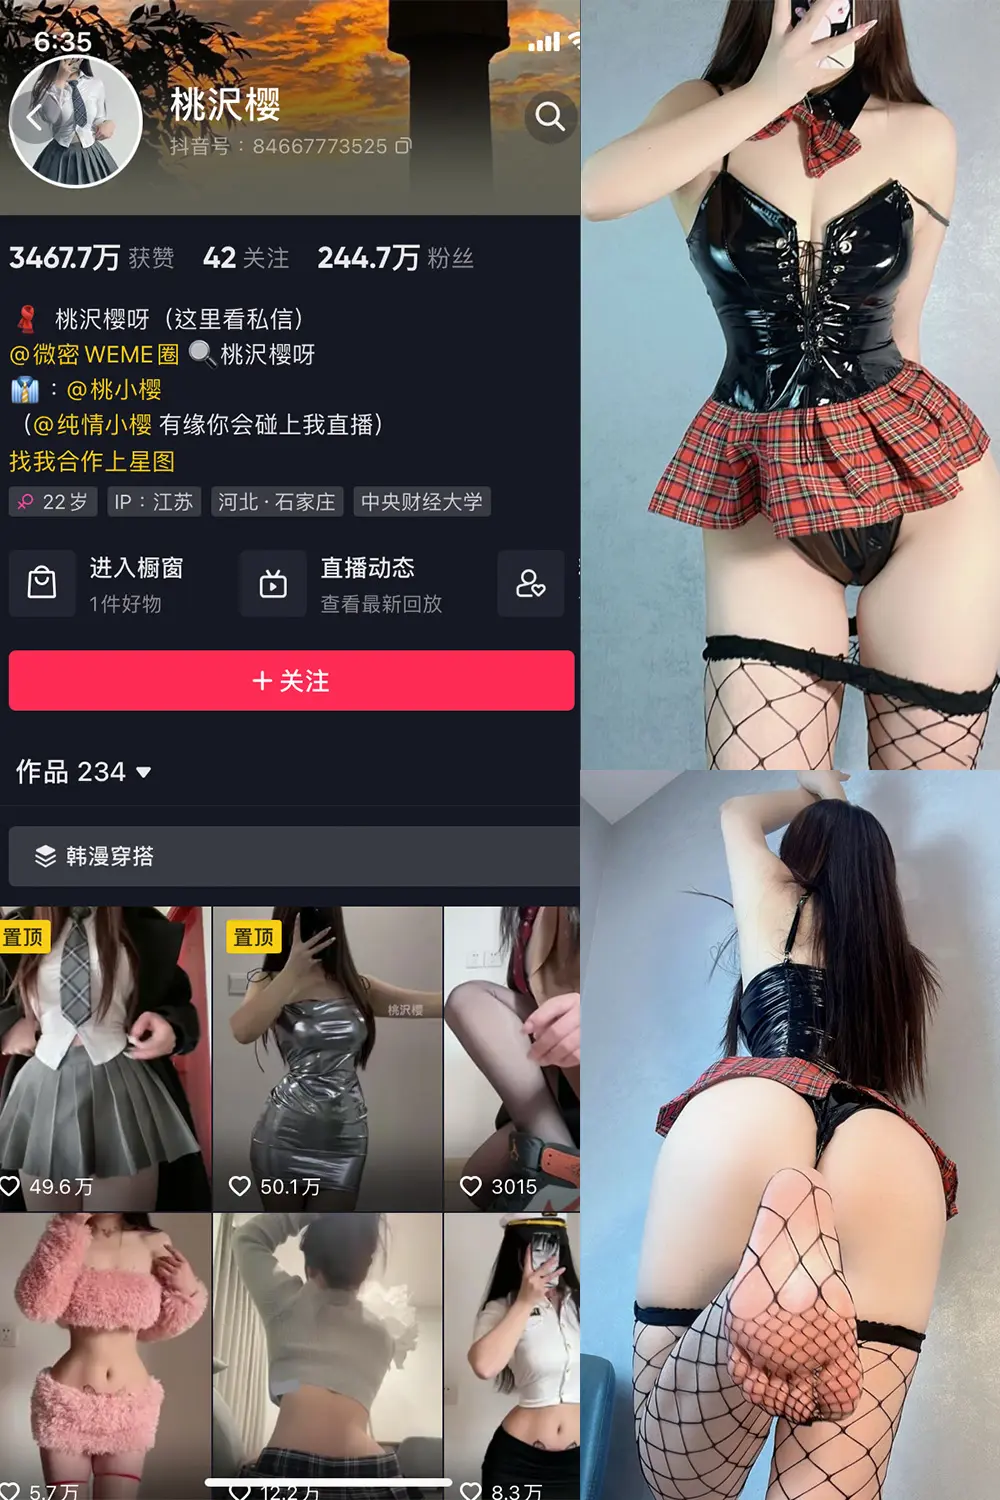 6:35
桃沢樱
抖音号：84667773525
3467.7万 获赞 42 关注 244.7万 粉丝
桃沢樱呀（这里看私信）
@微密WEME圈 桃沢樱呀
：@桃小樱
（@纯情小樱 有缘你会碰上我直播）
找我合作上星图
22岁 IP：江苏 河北·石家庄 中央财经大学
进入橱窗 直播动态
1件好物 查看最新回放
+ 关注
作品 234
韩漫穿搭
置顶 置顶
桃沢樱
49.6万 50.1万 3015
5.7万 12.2万 8.3万